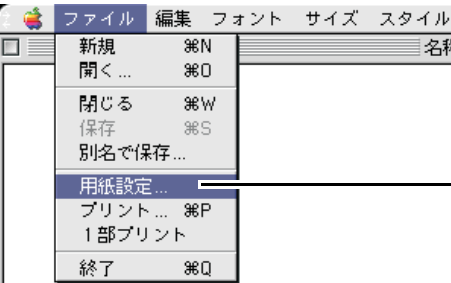 ファイル 編集 フォント サイズ スタイル
名称
新規 ⌘N
開く... ⌘O
閉じる ⌘W
保存 ⌘S
別名で保存...
用紙設定...
プリント... ⌘P
1部プリント
終了 ⌘Q